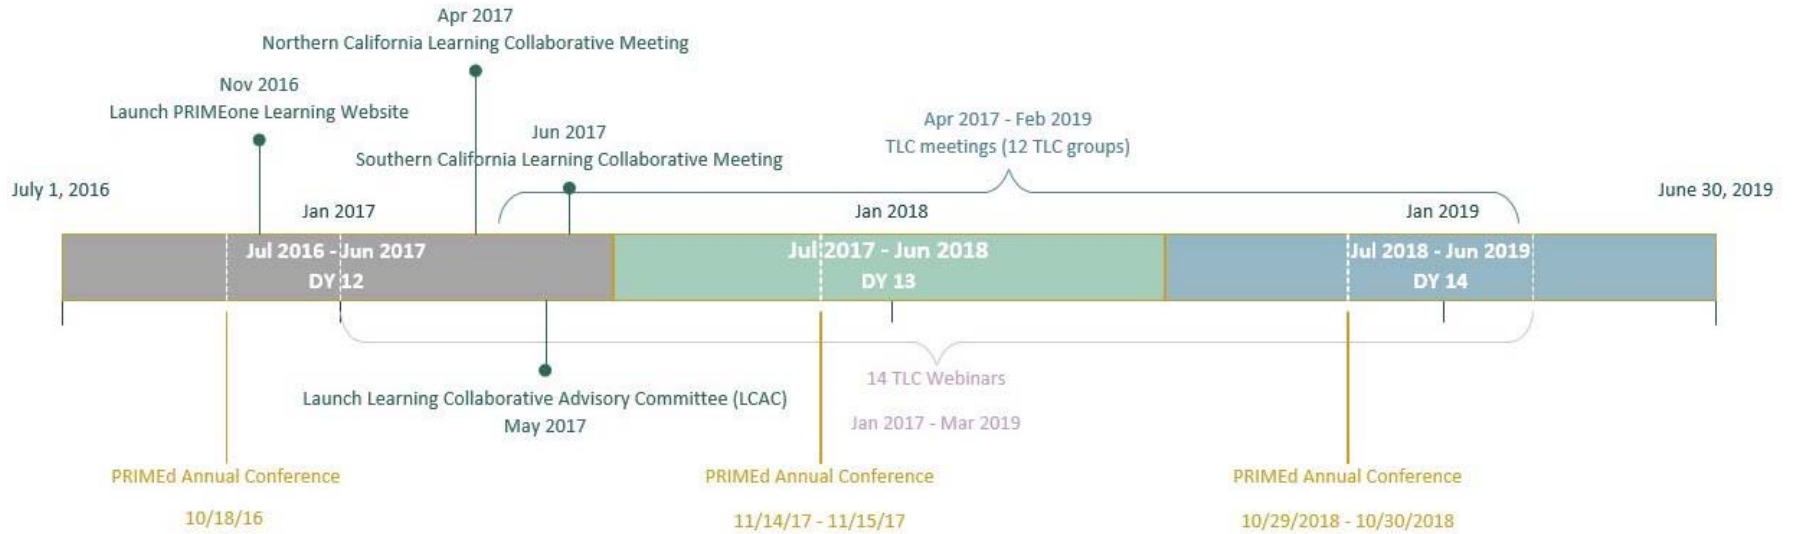 Apr 2017
Northern California Learning Collaborative Meeting
Nov 2016
Launch PRIMEone Learning Website
Jun 2017
Southern California Learning Collaborative Meeting
Apr 2017 - Feb 2019
TLC meetings (12 TLC groups)
July 1, 2016
June 30, 2019
Jan 2017
Jan 2018
Jan 2019
Jul 2016 - Jun 2017
DY 12
Jul 2017 - Jun 2018
DY 13
Jul 2018 - Jun 2019
DY 14
14 TLC Webinars
Jan 2017 - Mar 2019
Launch Learning Collaborative Advisory Committee (LCAC)
May 2017
PRIMEd Annual Conference
10/18/16
PRIMEd Annual Conference
11/14/17 - 11/15/17
PRIMEd Annual Conference
10/29/2018 - 10/30/2018